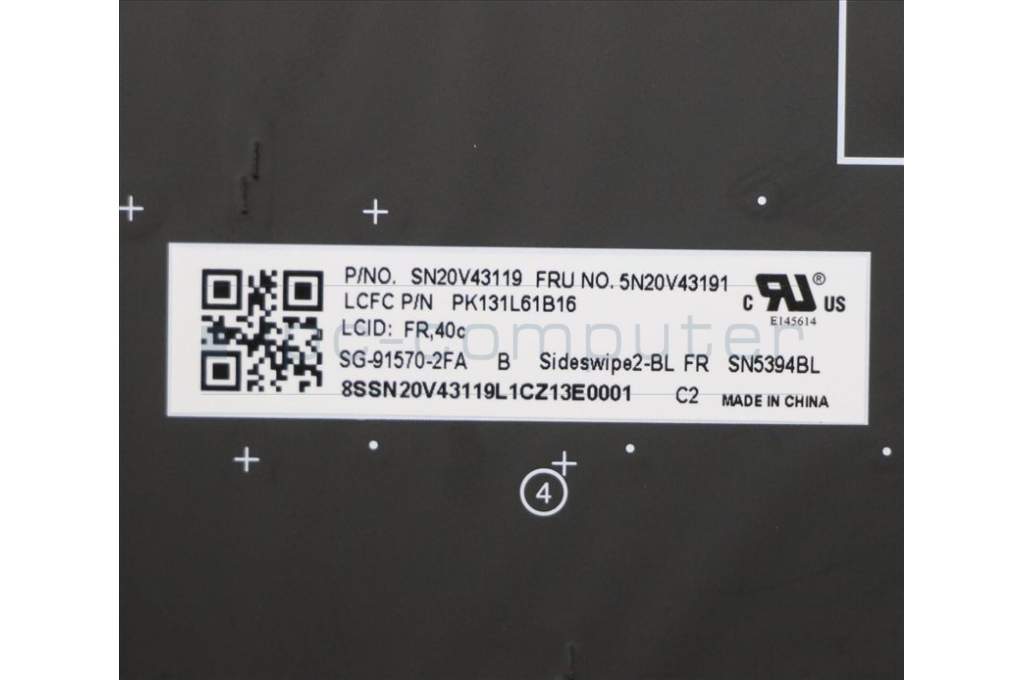 P/NO. SN20V43119 FRU NO. 5N20V43191
LCFC P/N PK131L61B16
LCID: FR,40c
SG-91570-2FA B Sideswipe2-BL FR SN5394BL
8SSN20V43119L1CZ13E0001 C2 MADE IN CHINA
C RU ® US
E145614
4